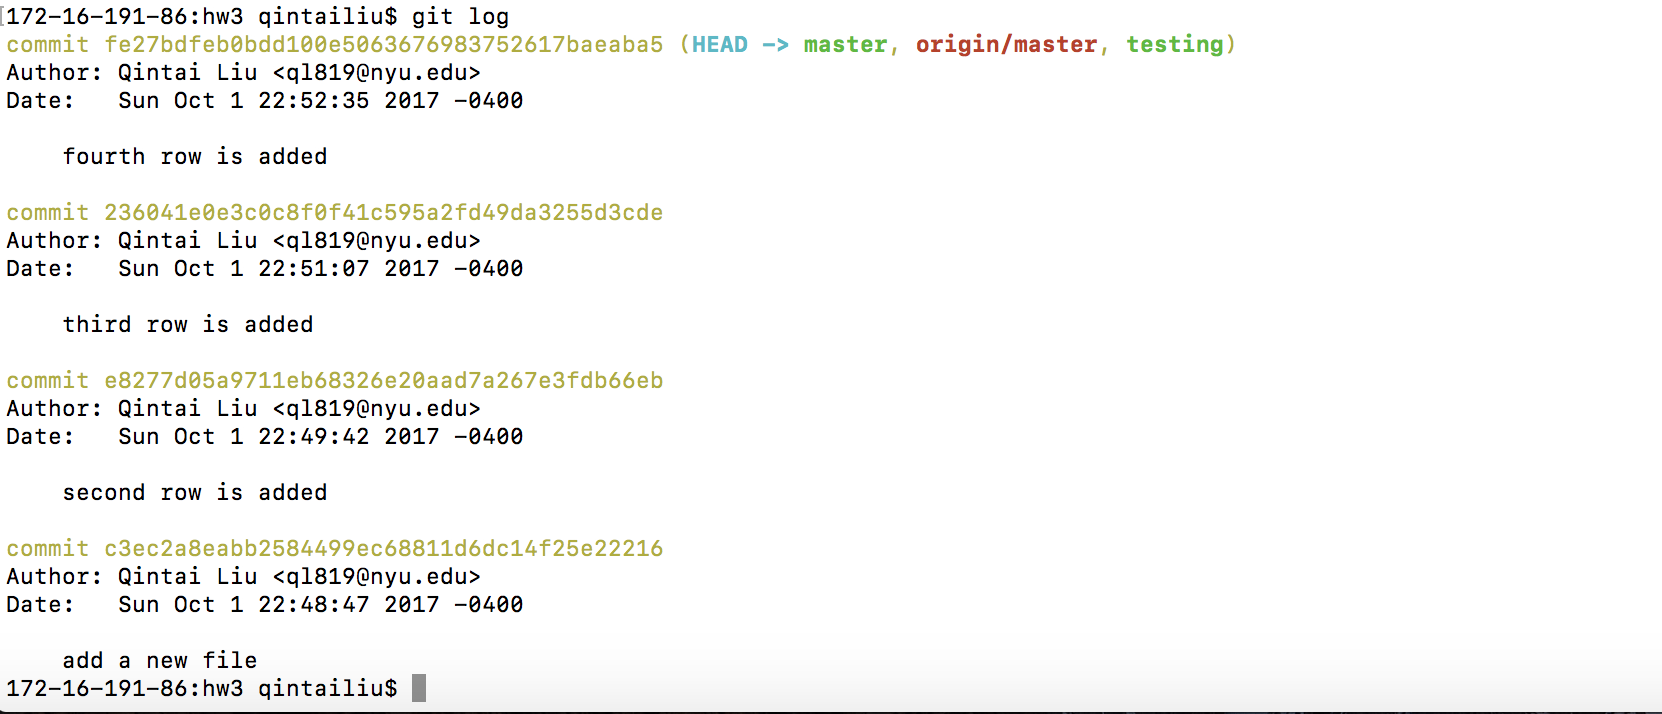 172-16-191-86:hw3 qintailiu$ git log
commit fe27bdfeb0bdd100e5063676983752617baeaba5 (HEAD -> master, origin/master, testing)
Author: Qintai Liu <ql819@nyu.edu>
Date:   Sun Oct 1 22:52:35 2017 -0400
    fourth row is added
commit 236041e0e3c0c8f0f41c595a2fd49da3255d3cde
Author: Qintai Liu <ql819@nyu.edu>
Date:   Sun Oct 1 22:51:07 2017 -0400
    third row is added
commit e8277d05a9711eb68326e20aad7a267e3fdb66eb
Author: Qintai Liu <ql819@nyu.edu>
Date:   Sun Oct 1 22:49:42 2017 -0400
    second row is added
commit c3ec2a8eabb2584499ec68811d6dc14f25e22216
Author: Qintai Liu <ql819@nyu.edu>
Date:   Sun Oct 1 22:48:47 2017 -0400
    add a new file
172-16-191-86:hw3 qintailiu$